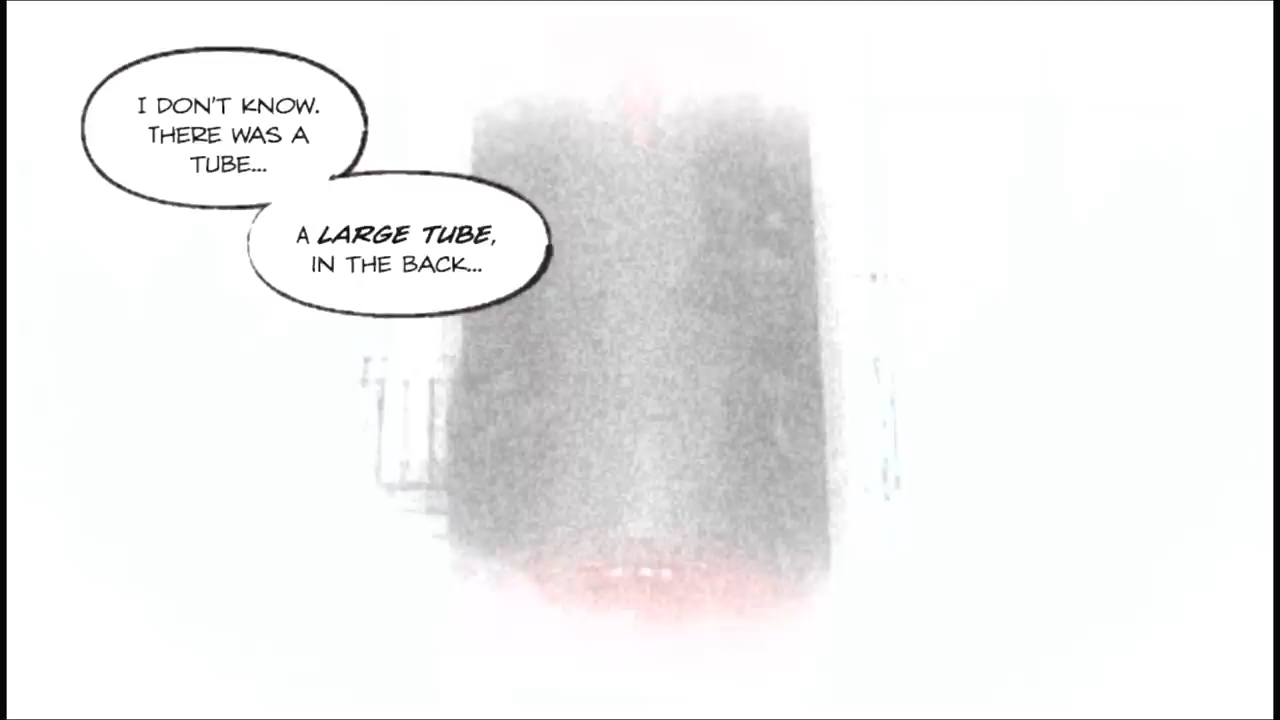 I DON'T KNOW.
THERE WAS A
TUBE...
A LARGE TUBE,
IN THE BACK...